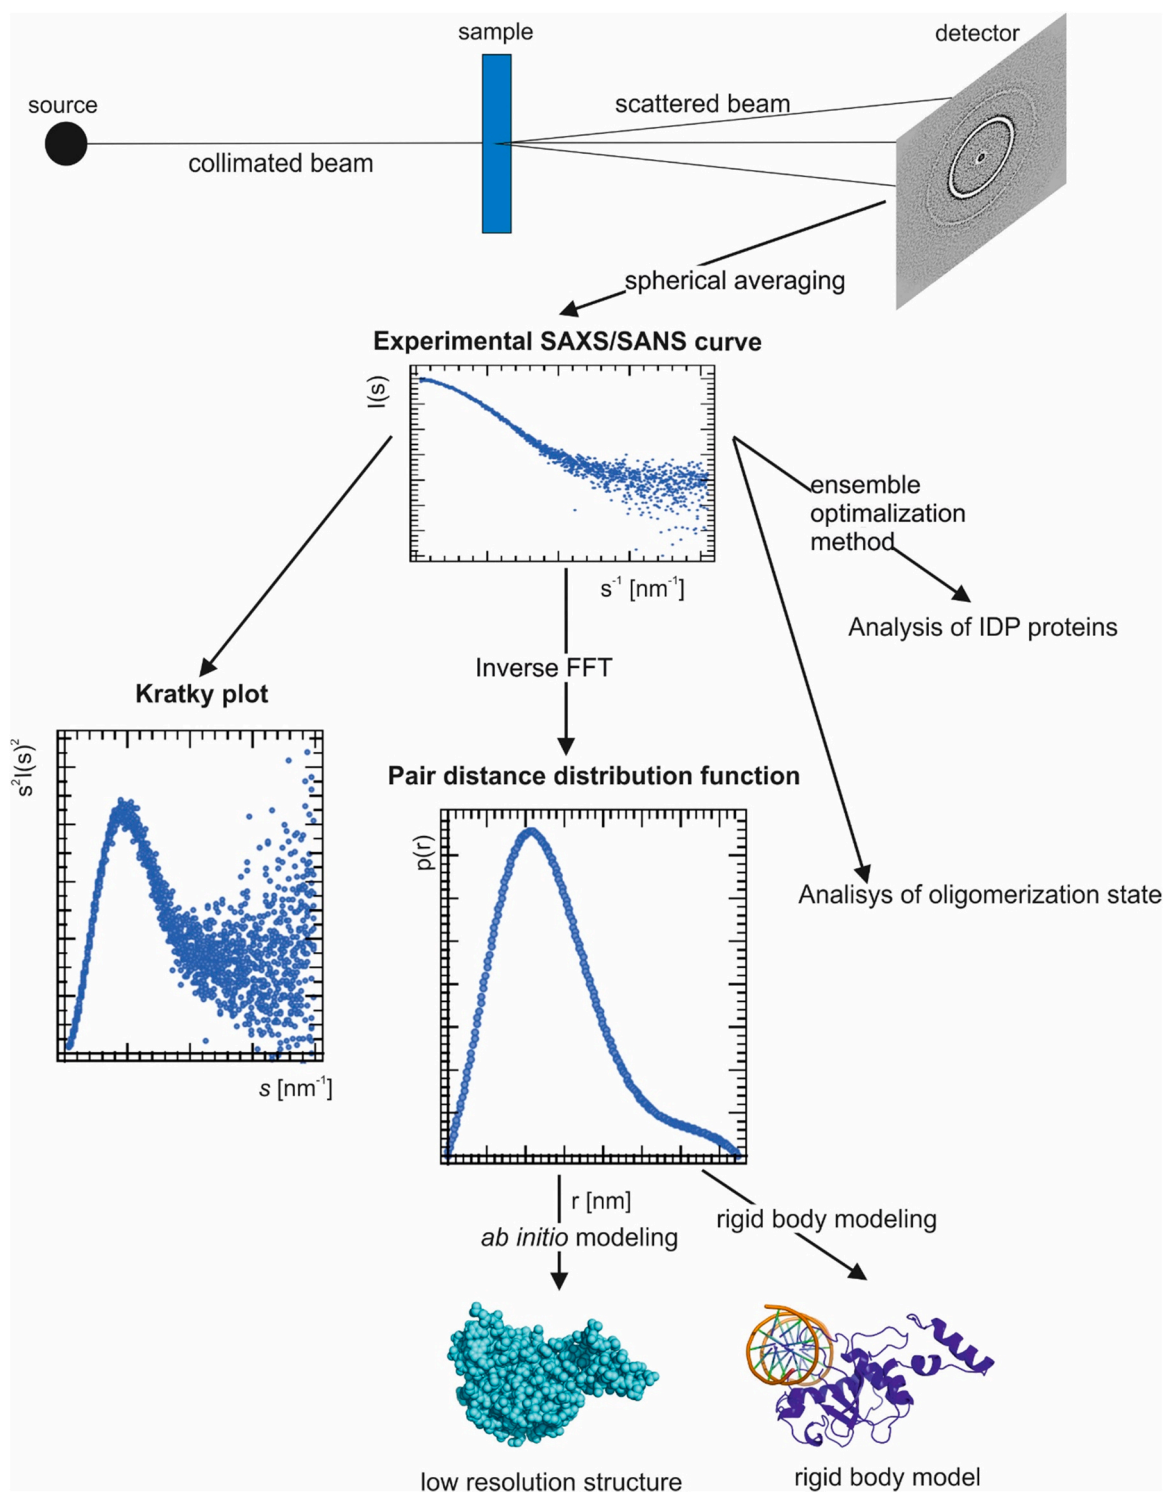 sample
detector
source
scattered beam
collimated beam
spherical averaging
Experimental SAXS/SANS curve
I(s)
s⁻¹ [nm⁻¹]
ensemble
optimalization
method
Analysis of IDP proteins
Inverse FFT
Kratky plot
s²I(s)²
s [nm⁻¹]
Pair distance distribution function
p(r)
Analisys of oligomerization state
r [nm]
ab initio modeling
rigid body modeling
low resolution structure
rigid body model